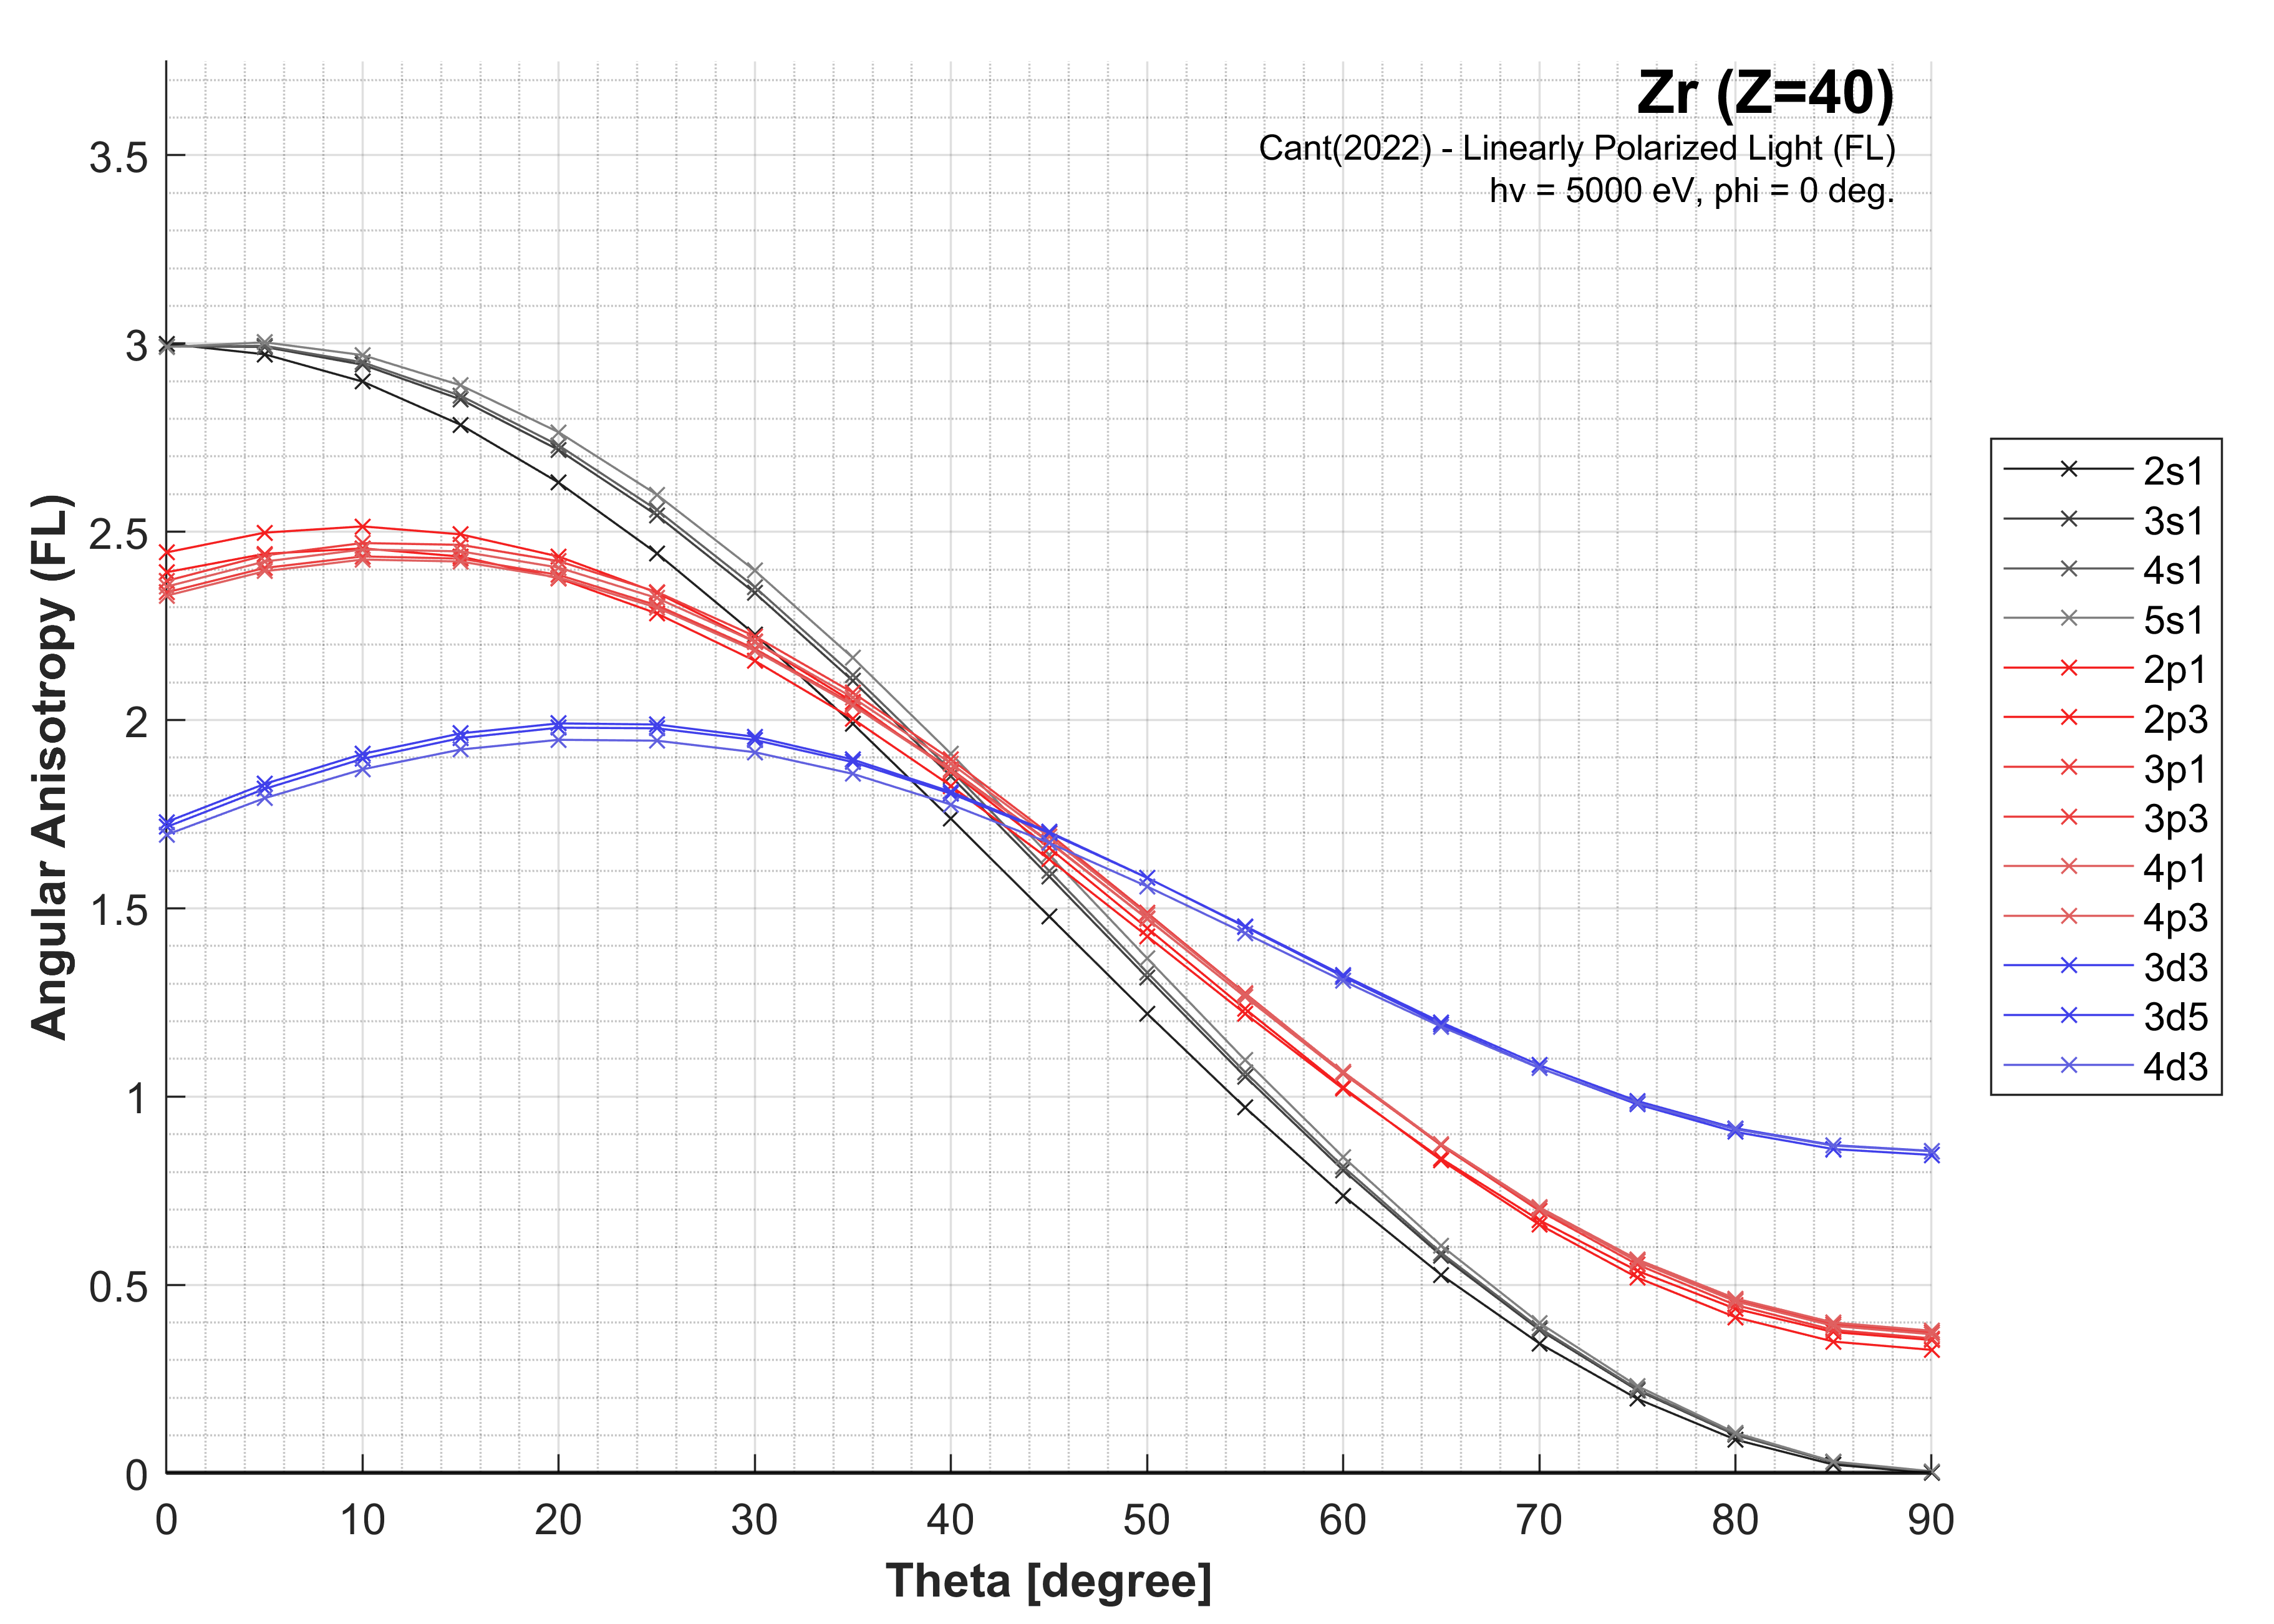 Zr (Z=40)
Cant(2022) - Linearly Polarized Light (FL)
hv = 5000 eV, phi = 0 deg.
Angular Anisotropy (FL)
3.5
3
2.5
2
1.5
1
0.5
0
0 10 20 30 40 50 60 70 80 90
Theta [degree]
2s1
3s1
4s1
5s1
2p1
2p3
3p1
3p3
4p1
4p3
3d3
3d5
4d3